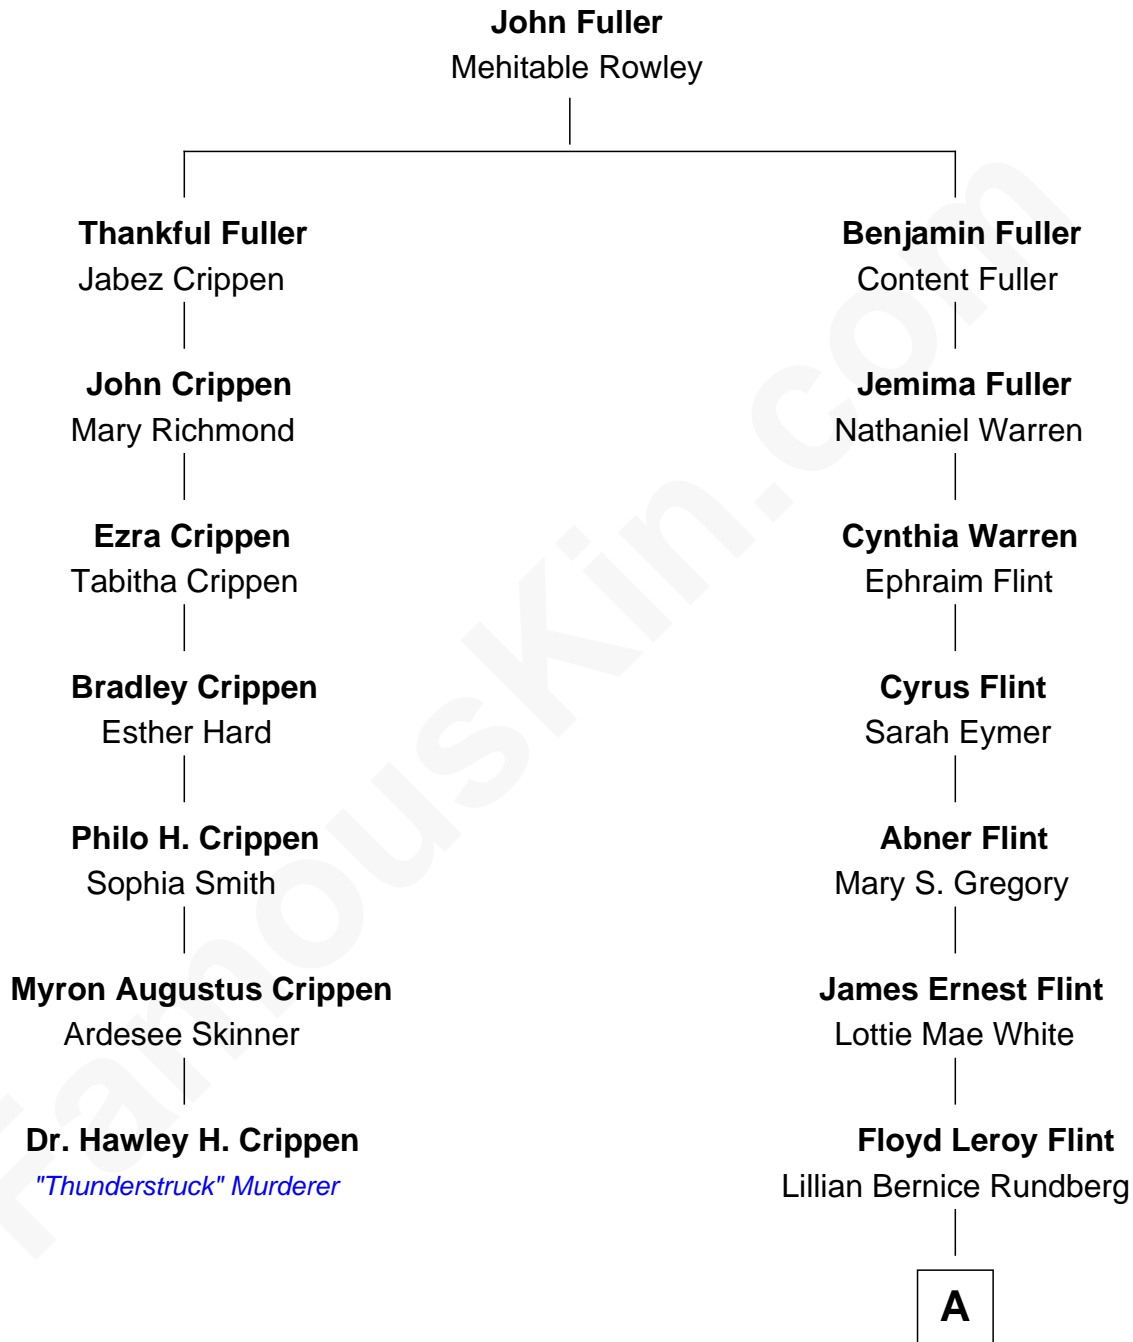 John Fuller
Mehitable Rowley
Thankful Fuller
Jabez Crippen
John Crippen
Mary Richmond
Ezra Crippen
Tabitha Crippen
Bradley Crippen
Esther Hard
Philo H. Crippen
Sophia Smith
Myron Augustus Crippen
Ardesee Skinner
Dr. Hawley H. Crippen
"Thunderstruck" Murderer
Benjamin Fuller
Content Fuller
Jemima Fuller
Nathaniel Warren
Cynthia Warren
Ephraim Flint
Cyrus Flint
Sarah Eymer
Abner Flint
Mary S. Gregory
James Ernest Flint
Lottie Mae White
Floyd Leroy Flint
Lillian Bernice Rundberg
A
FamousKin.com